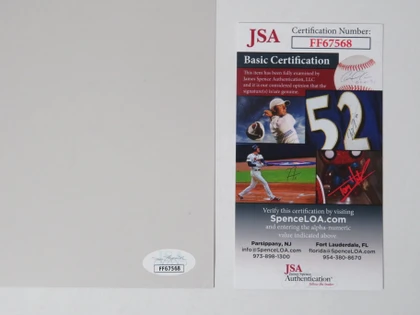 JSA
Certification Number:
FF67568
Basic Certification
This item has been fully examined by
James Spence Authentication, LLC
and it is our considered opinion that the
signature(s) is/are genuine.
52
Verify this certification by visiting
SpenceLOA.com
and entering the alpha-numeric
value indicated above
Parsippany, NJ
info@SpenceLOA.com
973-898-1300
Fort Lauderdale, FL
florida@SpenceLOA.com
954-380-8670
JSA
Authentication
FF67568